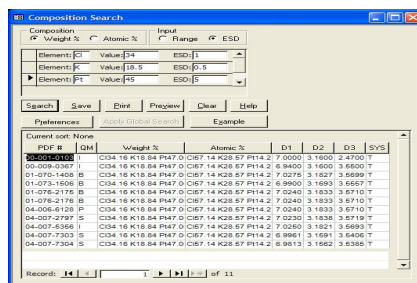 Composition Search
Composition Input
Weight % Atomic % Range ESD
Element: Cl Value: 34 ESD: 1
Element: K Value: 18.5 ESD: 0.5
Element: Pt Value: 45 ESD: 5
Search Save Print Preview Clear Help
Preferences Apply Global Search Example
Current sort: None
PDF # QM Weight % Atomic % D1 D2 D3 SYS
00-001-0103 I Cl34.16 K18.84 Pt47.0 Cl57.14 K28.57 Pt14.2 7.0000 3.1600 2.4700 T
00-009-0367 I Cl34.16 K18.84 Pt47.0 Cl57.14 K28.57 Pt14.2 6.9400 3.1600 3.5500 T
01-070-1408 B Cl34.16 K18.84 Pt47.0 Cl57.14 K28.57 Pt14.2 7.0275 3.1827 3.5699 T
01-073-1506 B Cl34.16 K18.84 Pt47.0 Cl57.14 K28.57 Pt14.2 6.9900 3.1693 3.5557 T
01-076-2175 B Cl34.16 K18.84 Pt47.0 Cl57.14 K28.57 Pt14.2 7.0240 3.1833 3.5710 T
01-076-2176 B Cl34.16 K18.84 Pt47.0 Cl57.14 K28.57 Pt14.2 7.0240 3.1833 3.5710 T
04-006-6128 P Cl34.16 K18.84 Pt47.0 Cl57.14 K28.57 Pt14.2 7.0240 3.1833 3.5710 T
04-007-2797 S Cl34.16 K18.84 Pt47.0 Cl57.14 K28.57 Pt14.2 7.0230 3.1838 3.5719 T
04-007-5366 I Cl34.16 K18.84 Pt47.0 Cl57.14 K28.57 Pt14.2 7.0250 3.1821 3.5693 T
04-007-7303 S Cl34.16 K18.84 Pt47.0 Cl57.14 K28.57 Pt14.2 6.9961 3.1591 3.5406 T
04-007-7304 S Cl34.16 K18.84 Pt47.0 Cl57.14 K28.57 Pt14.2 6.9813 3.1562 3.5385 T
Record: 1 of 11